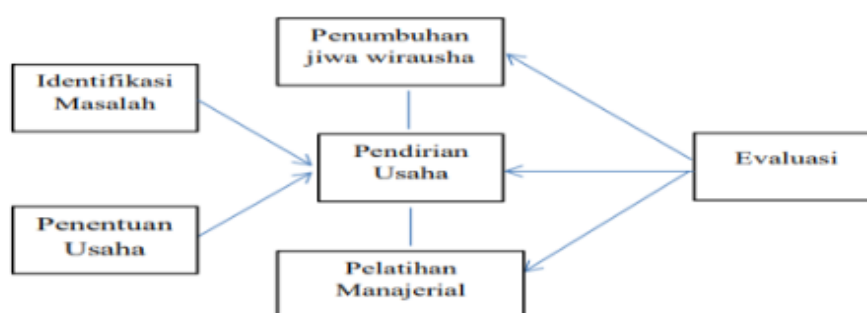 Penumbuhan
jiwa wirausha
Identifikasi
Masalah
Pendirian
Usaha
Evaluasi
Penentuan
Usaha
Pelatihan
Manajerial